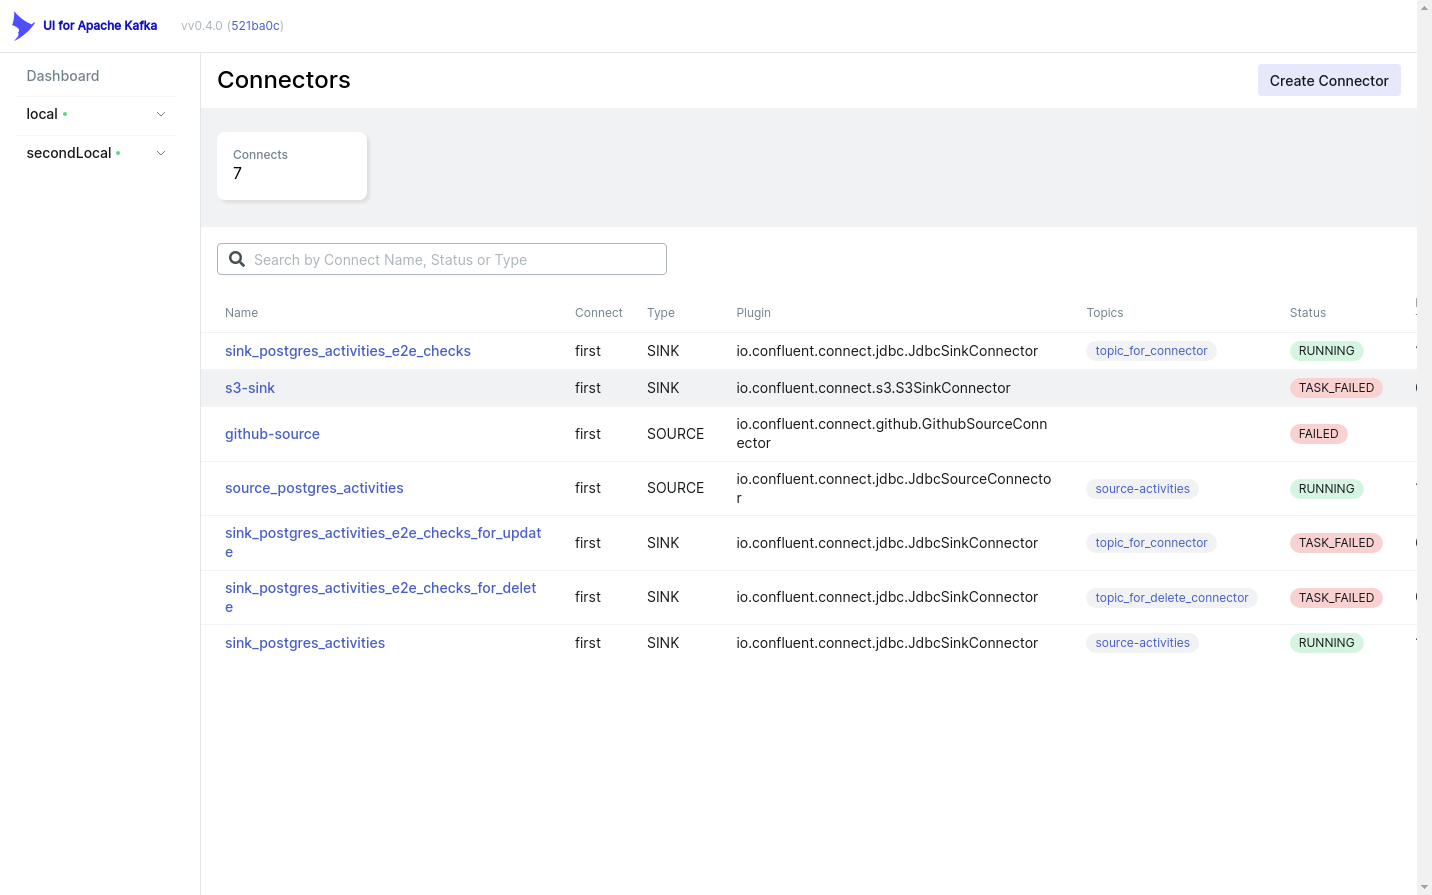 UI for Apache Kafka vv0.4.0 (521ba0c)
Dashboard
local
secondLocal
Connectors
Create Connector
Connects
7
Search by Connect Name, Status or Type
Name Connect Type Plugin Topics Status
sink_postgres_activities_e2e_checks first SINK io.confluent.connect.jdbc.JdbcSinkConnector topic_for_connector RUNNING
s3-sink first SINK io.confluent.connect.s3.S3SinkConnector TASK_FAILED
github-source first SOURCE io.confluent.connect.github.GithubSourceConn
ector FAILED
source_postgres_activities first SOURCE io.confluent.connect.jdbc.JdbcSourceConnecto
r source-activities RUNNING
sink_postgres_activities_e2e_checks_for_updat
e first SINK io.confluent.connect.jdbc.JdbcSinkConnector topic_for_connector TASK_FAILED
sink_postgres_activities_e2e_checks_for_delet
e first SINK io.confluent.connect.jdbc.JdbcSinkConnector topic_for_delete_connector TASK_FAILED
sink_postgres_activities first SINK io.confluent.connect.jdbc.JdbcSinkConnector source-activities RUNNING